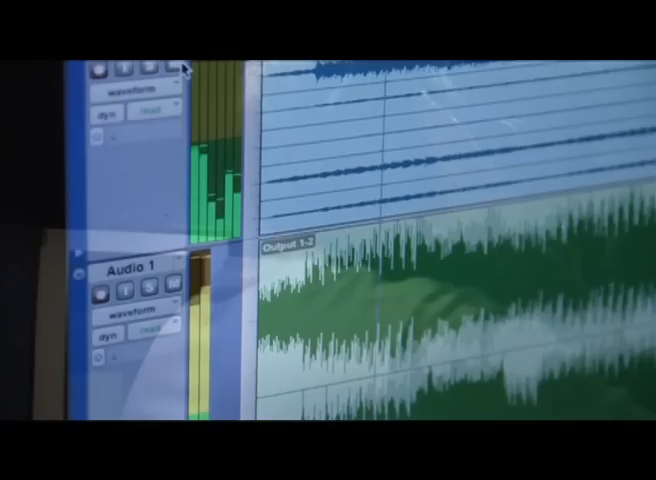 waveform
dyn read
Output 1-2
Audio 1
I S M
waveform
dyn read